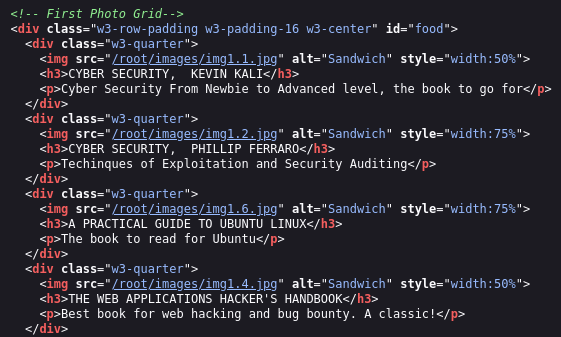 <!-- First Photo Grid-->
<div class="w3-row-padding w3-padding-16 w3-center" id="food">
<div class="w3-quarter">
<img src="/root/images/img1.1.jpg" alt="Sandwich" style="width:50%">
<h3>CYBER SECURITY,  KEVIN KALI</h3>
<p>Cyber Security From Newbie to Advanced level, the book to go for</p>
</div>
<div class="w3-quarter">
<img src="/root/images/img1.2.jpg" alt="Sandwich" style="width:75%">
<h3>CYBER SECURITY,  PHILLIP FERRARO</h3>
<p>Techinques of Exploitation and Security Auditing</p>
</div>
<div class="w3-quarter">
<img src="/root/images/img1.6.jpg" alt="Sandwich" style="width:75%">
<h3>A PRACTICAL GUIDE TO UBUNTU LINUX</h3>
<p>The book to read for Ubuntu</p>
</div>
<div class="w3-quarter">
<img src="/root/images/img1.4.jpg" alt="Sandwich" style="width:50%">
<h3>THE WEB APPLICATIONS HACKER'S HANDBOOK</h3>
<p>Best book for web hacking and bug bounty. A classic!</p>
</div>